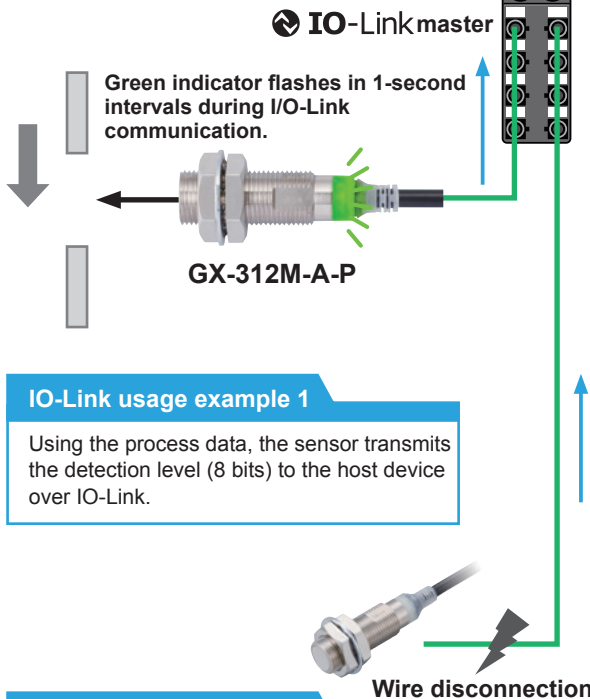 IO-Link master
Green indicator flashes in 1-second
intervals during I/O-Link
communication.
GX-312M-A-P
IO-Link usage example 1
Using the process data, the sensor transmits
the detection level (8 bits) to the host device
over IO-Link.
Wire disconnection